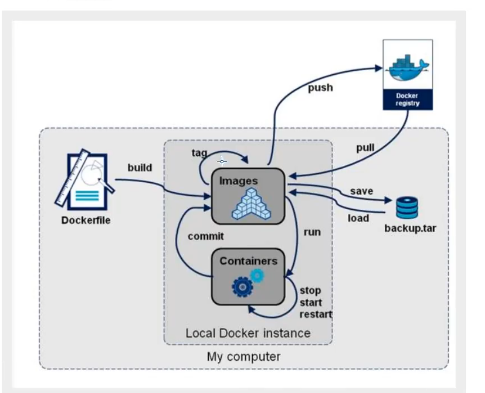 push
Docker
registry
pull
tag
build
Images
save
load
Dockerfile
backup.tar
commit
run
Containers
stop
start
restart
Local Docker instance
My computer